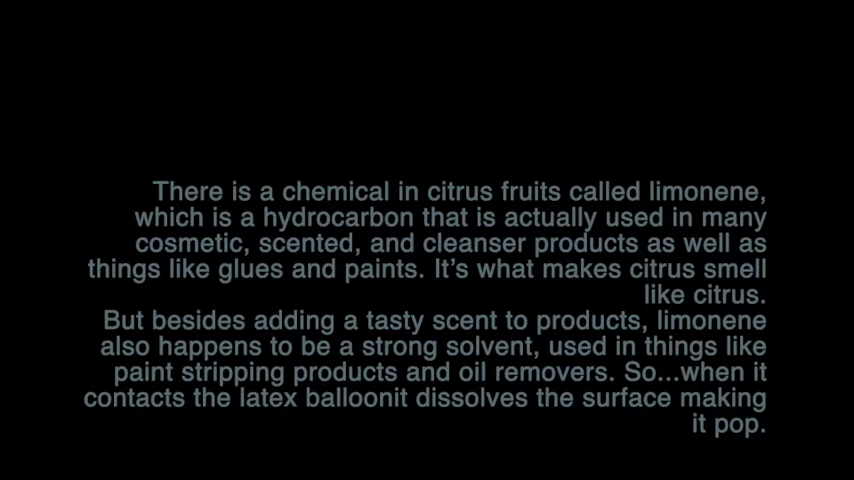 There is a chemical in citrus fruits called limonene,
which is a hydrocarbon that is actually used in many
cosmetic, scented, and cleanser products as well as
things like glues and paints. It’s what makes citrus smell
like citrus.
But besides adding a tasty scent to products, limonene
also happens to be a strong solvent, used in things like
paint stripping products and oil removers. So...when it
contacts the latex balloonit dissolves the surface making
it pop.